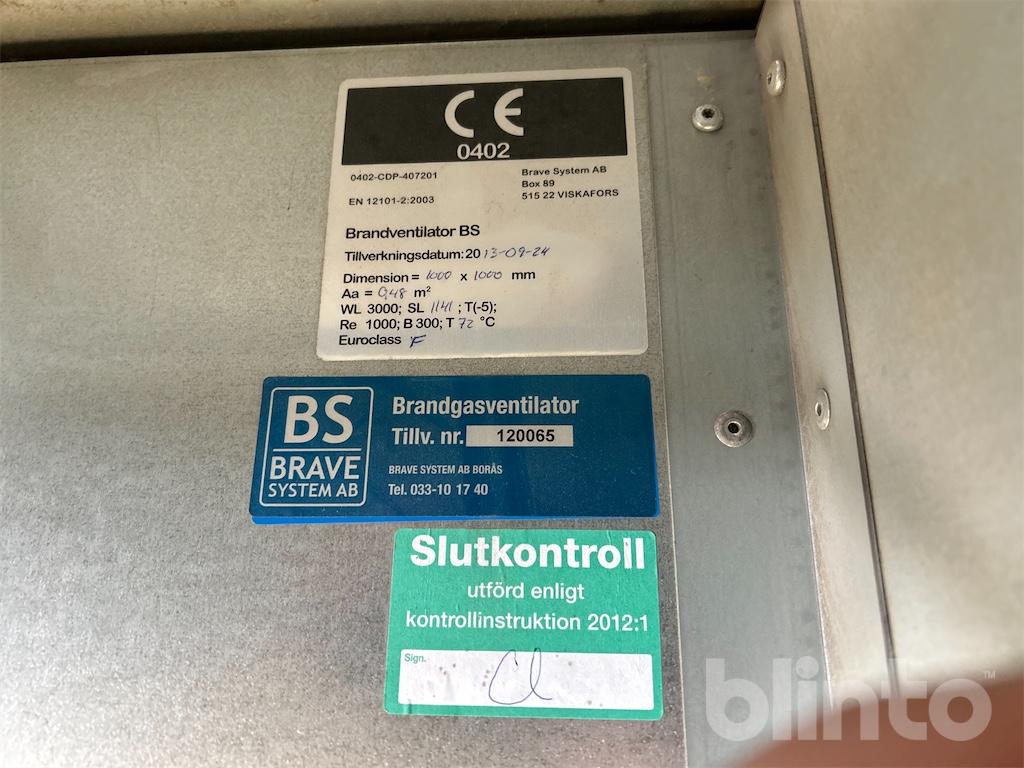 CE
0402
0402-CDP-407201
Brave System AB
Box 89
EN 12101-2:2003
515 22 VISKAFORS
Brandventilator BS
Tillverkningsdatum:2013-09-24
Dimension = 1000 x 1000 mm
Aa = 0,48 m²
WL 3000; SL 1141 ; T(-5);
Re 1000; B 300; T 72 °C
Euroclass F
BS
BRAVE
SYSTEM AB
Brandgasventilator
Tillv. nr. 120065
BRAVE SYSTEM AB BORÅS
Tel. 033-10 17 40
Slutkontroll
utförd enligt
kontrollinstruktion 2012:1
Sign.
blinto™